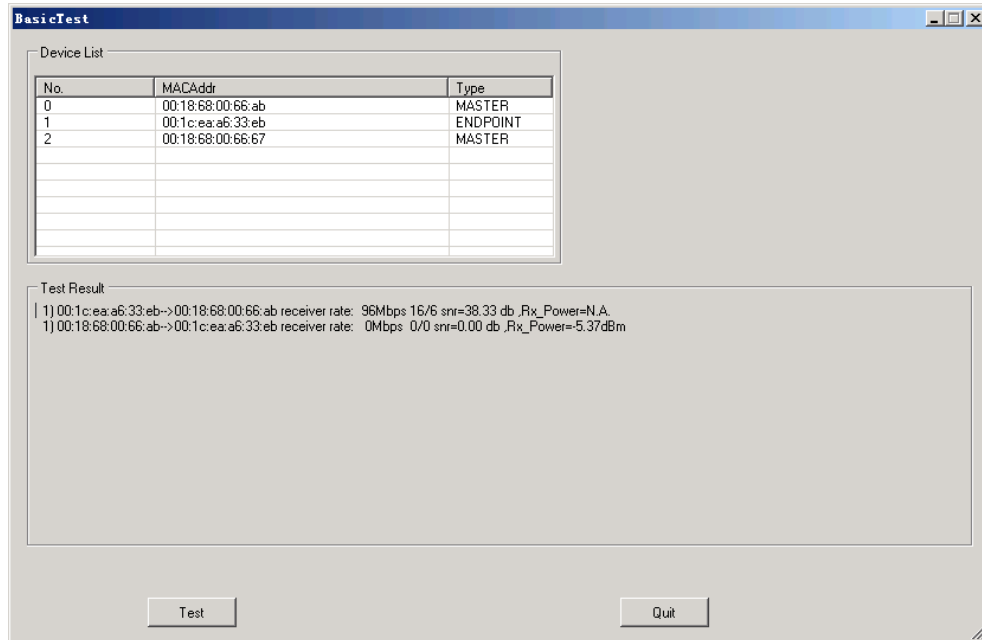 BasicTest
Device List
No. MACAddr Type
0 00:18:68:00:66:ab MASTER
1 00:1c:ea:a6:33:eb ENDPOINT
2 00:18:68:00:66:67 MASTER
Test Result
1) 00:1c:ea:a6:33:eb-->00:18:68:00:66:ab receiver rate: 96Mbps 16/6 snr=38.33 db ,Rx_Power=N.A.
1) 00:18:68:00:66:ab-->00:1c:ea:a6:33:eb receiver rate: 0Mbps 0/0 snr=0.00 db ,Rx_Power=-5.37dBm
Test Quit